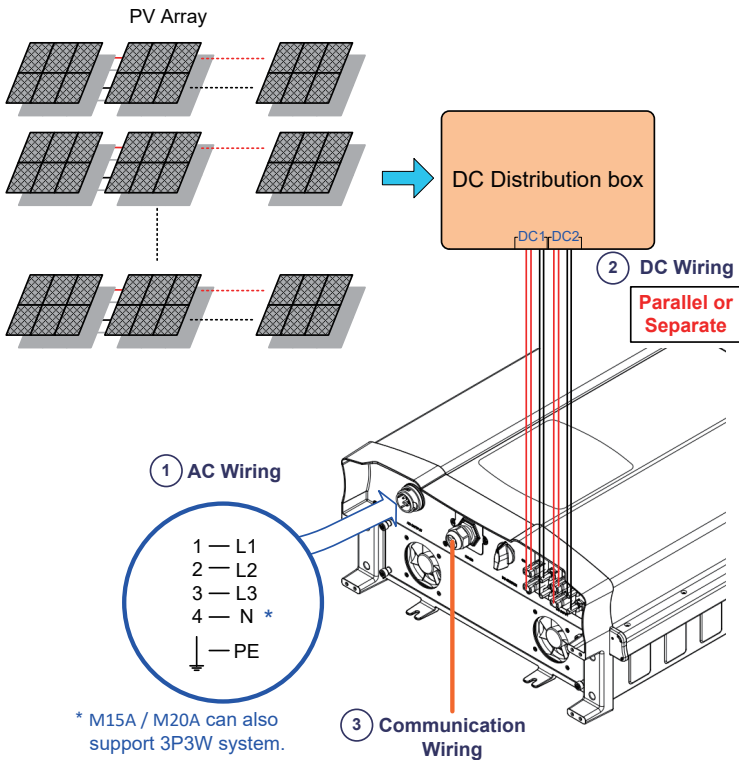 PV Array
DC Distribution box
DC1 DC2
2 DC Wiring
Parallel or
Separate
1 AC Wiring
1 — L1
2 — L2
3 — L3
4 — N *
— PE
* M15A / M20A can also
support 3P3W system.
3 Communication
Wiring